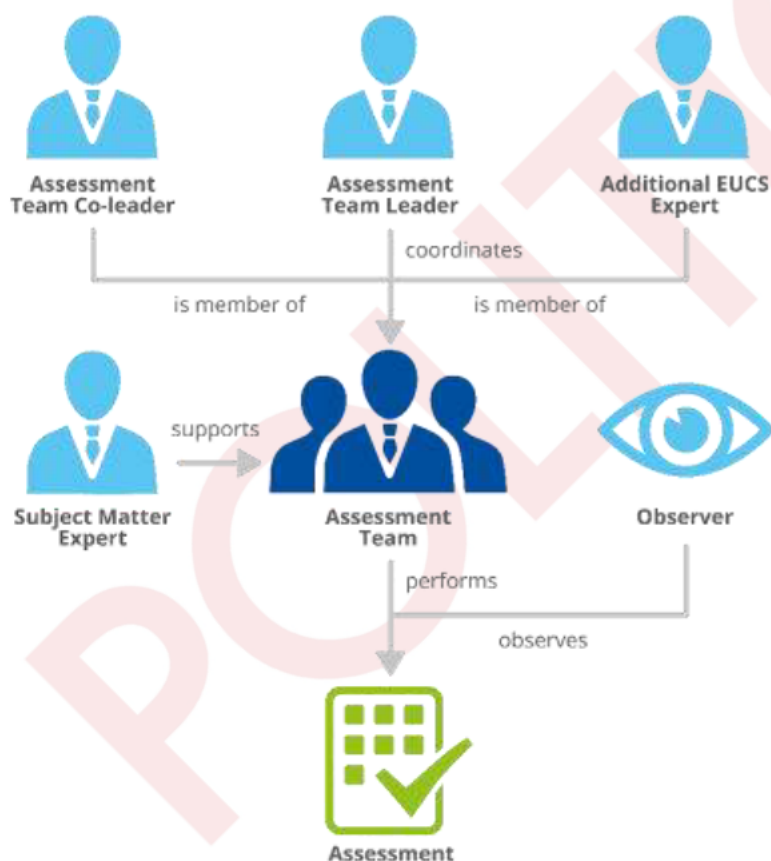 Assessment
Team Co-leader
Assessment
Team Leader
Additional EUCS
Expert
coordinates
is member of
is member of
supports
Subject Matter
Expert
Assessment
Team
Observer
performs
observes
Assessment
POLITIC